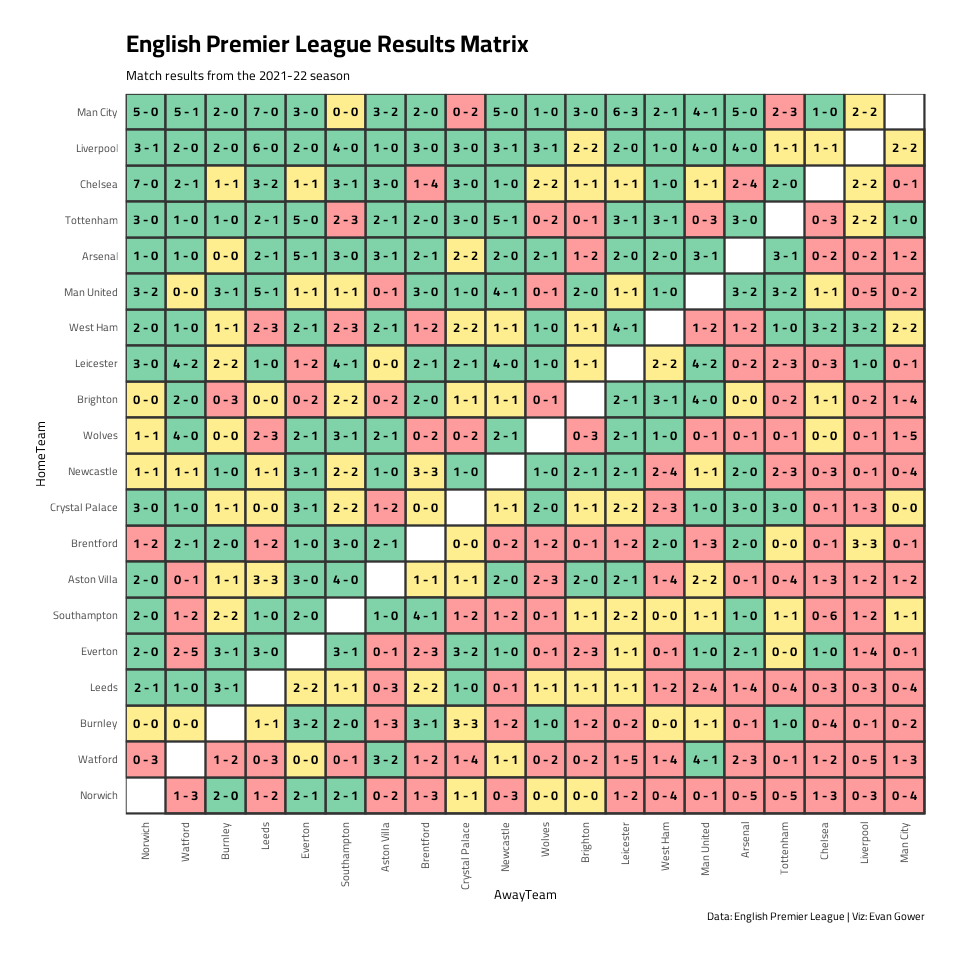 English Premier League Results Matrix
Match results from the 2021-22 season
Man City 5 - 0 5 - 1 2 - 0 7 - 0 3 - 0 0 - 0 3 - 2 2 - 0 0 - 2 5 - 0 1 - 0 3 - 0 6 - 3 2 - 1 4 - 1 5 - 0 2 - 3 1 - 0 2 - 2
Liverpool 3 - 1 2 - 0 2 - 0 6 - 0 2 - 0 4 - 0 1 - 0 3 - 0 3 - 0 3 - 1 3 - 1 2 - 2 2 - 0 1 - 0 4 - 0 4 - 0 1 - 1 1 - 1 2 - 2
Chelsea 7 - 0 2 - 1 1 - 1 3 - 2 1 - 1 3 - 1 3 - 0 1 - 4 3 - 0 1 - 0 2 - 2 1 - 1 1 - 1 1 - 0 1 - 1 2 - 4 2 - 0 2 - 2 0 - 1
Tottenham 3 - 0 1 - 0 1 - 0 2 - 1 5 - 0 2 - 3 2 - 1 2 - 0 3 - 0 5 - 1 0 - 2 0 - 1 3 - 1 3 - 1 0 - 3 3 - 0 0 - 3 2 - 2 1 - 0
Arsenal 1 - 0 1 - 0 0 - 0 2 - 1 5 - 1 3 - 0 3 - 1 2 - 1 2 - 2 2 - 0 2 - 1 1 - 2 2 - 0 2 - 0 3 - 1 3 - 1 0 - 2 0 - 2 1 - 2
Man United 3 - 2 0 - 0 3 - 1 5 - 1 1 - 1 1 - 1 0 - 1 3 - 0 1 - 0 4 - 1 0 - 1 2 - 0 1 - 1 1 - 0 3 - 2 3 - 2 1 - 1 0 - 5 0 - 2
West Ham 2 - 0 1 - 0 1 - 1 2 - 3 2 - 1 2 - 3 2 - 1 1 - 2 2 - 2 1 - 1 1 - 0 1 - 1 4 - 1 1 - 2 1 - 2 1 - 0 3 - 2 3 - 2 2 - 2
Leicester 3 - 0 4 - 2 2 - 2 1 - 0 1 - 2 4 - 1 0 - 0 2 - 1 2 - 1 4 - 0 1 - 0 1 - 1 2 - 2 4 - 2 0 - 2 2 - 3 0 - 3 1 - 0 0 - 1
Brighton 0 - 0 2 - 0 0 - 3 0 - 0 0 - 2 2 - 2 0 - 2 2 - 0 1 - 1 1 - 1 0 - 1 2 - 1 3 - 1 4 - 0 0 - 0 0 - 2 1 - 1 0 - 2 1 - 4
Wolves 1 - 1 4 - 0 0 - 0 2 - 3 2 - 1 3 - 1 2 - 1 0 - 2 0 - 2 2 - 1 0 - 3 2 - 1 1 - 0 0 - 1 0 - 1 0 - 1 0 - 0 0 - 1 1 - 5
Newcastle 1 - 1 1 - 1 1 - 0 1 - 1 3 - 1 2 - 2 1 - 0 3 - 3 1 - 0 1 - 0 2 - 1 2 - 1 2 - 4 1 - 1 2 - 0 2 - 3 0 - 3 0 - 1 0 - 4
Crystal Palace 3 - 0 1 - 0 1 - 1 0 - 0 3 - 1 2 - 2 1 - 2 0 - 0 1 - 1 2 - 0 1 - 1 2 - 2 2 - 3 1 - 0 3 - 0 3 - 0 0 - 1 1 - 3 0 - 0
Brentford 1 - 2 2 - 1 2 - 0 1 - 2 1 - 0 3 - 0 2 - 1 0 - 0 0 - 2 1 - 2 0 - 1 1 - 2 2 - 0 1 - 3 2 - 0 0 - 0 0 - 1 3 - 3 0 - 1
Aston Villa 2 - 0 0 - 1 1 - 1 3 - 3 3 - 0 4 - 0 1 - 1 1 - 1 2 - 0 2 - 3 2 - 0 2 - 1 1 - 4 2 - 2 0 - 1 0 - 4 1 - 3 1 - 2 1 - 2
Southampton 2 - 0 1 - 2 2 - 2 1 - 0 2 - 0 1 - 0 4 - 1 1 - 2 1 - 2 0 - 1 1 - 1 2 - 2 0 - 0 1 - 1 1 - 0 1 - 1 0 - 6 1 - 2 1 - 1
Everton 2 - 0 2 - 5 3 - 1 3 - 0 3 - 1 0 - 1 2 - 3 3 - 2 1 - 0 0 - 1 2 - 3 1 - 1 0 - 1 1 - 0 2 - 1 0 - 0 1 - 0 1 - 4 0 - 1
Leeds 2 - 1 1 - 0 3 - 1 2 - 2 1 - 1 0 - 3 2 - 2 1 - 0 0 - 1 1 - 1 1 - 1 1 - 1 1 - 2 2 - 4 1 - 4 0 - 4 0 - 3 0 - 3 0 - 4
Burnley 0 - 0 0 - 0 1 - 1 3 - 2 2 - 0 1 - 3 3 - 1 3 - 3 1 - 2 1 - 0 1 - 2 0 - 2 0 - 0 1 - 1 0 - 1 1 - 0 0 - 4 0 - 1 0 - 2
Watford 0 - 3 1 - 2 0 - 3 0 - 0 0 - 1 3 - 2 1 - 2 1 - 4 1 - 1 0 - 2 0 - 2 1 - 5 1 - 4 4 - 1 2 - 3 0 - 1 1 - 2 0 - 5 1 - 3
Norwich 1 - 3 2 - 0 1 - 2 2 - 1 2 - 1 0 - 2 1 - 3 1 - 1 0 - 3 0 - 0 0 - 0 1 - 2 0 - 4 0 - 1 0 - 5 0 - 5 1 - 3 0 - 3 0 - 4
HomeTeam
Norwich Watford Burnley Leeds Everton Southampton Aston Villa Brentford Crystal Palace Newcastle Wolves Brighton Leicester West Ham Man United Arsenal Tottenham Chelsea Liverpool Man City
AwayTeam
Data: English Premier League | Viz: Evan Gower